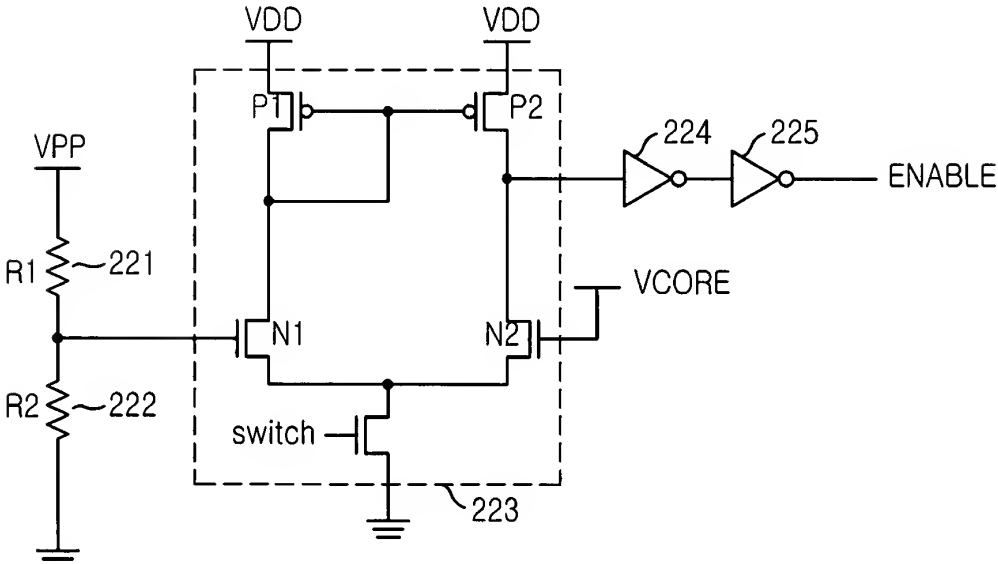 VDD
VDD
P1
P2
224
225
ENABLE
VPP
R1
221
VCORE
N1
N2
R2
222
switch
223